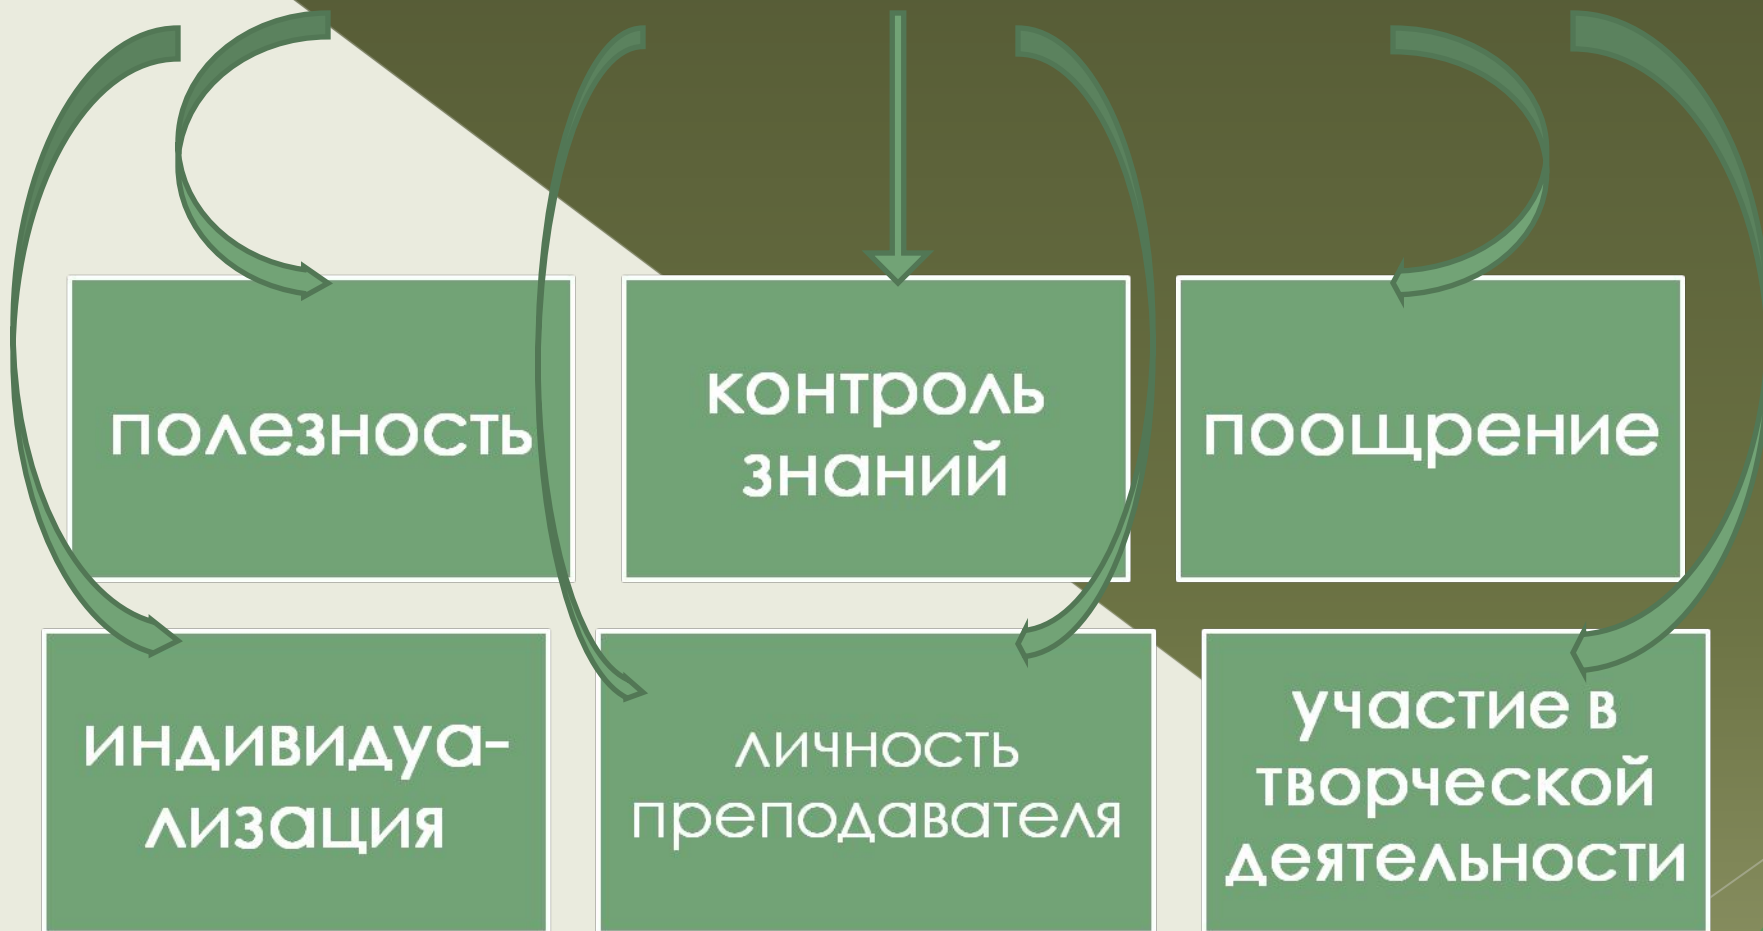 полезность
контроль
знаний
поощрение
индивидуа-
лизация
личность
преподавателя
участие в
творческой
деятельности